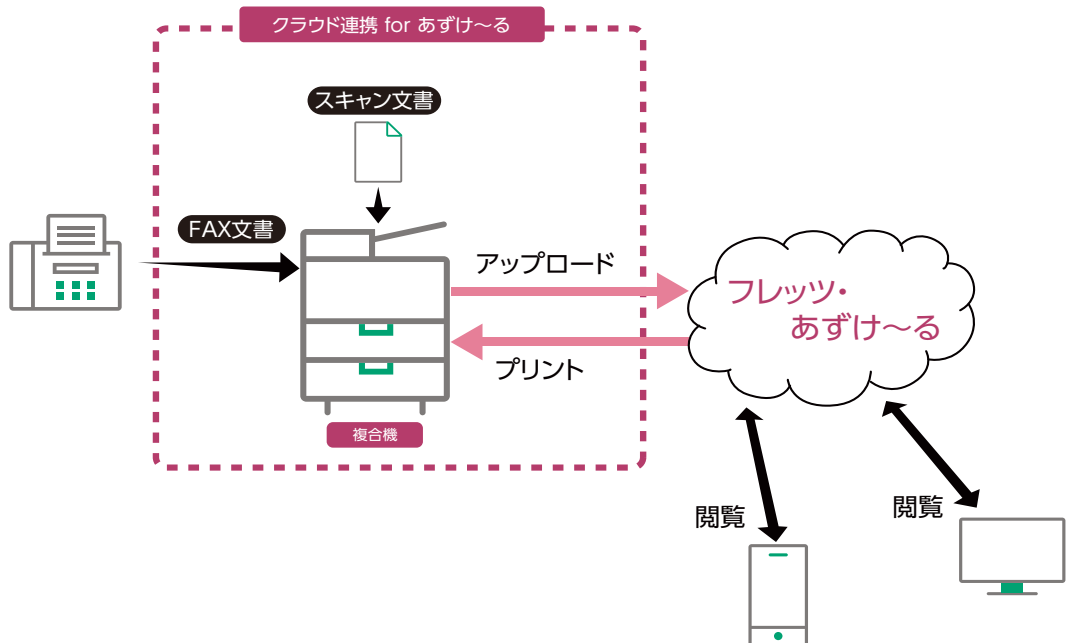 クラウド連携 for あずけ～る
スキャン文書
FAX文書
アップロード
フレッツ・
あずけ～る
プリント
複合機
閲覧
閲覧